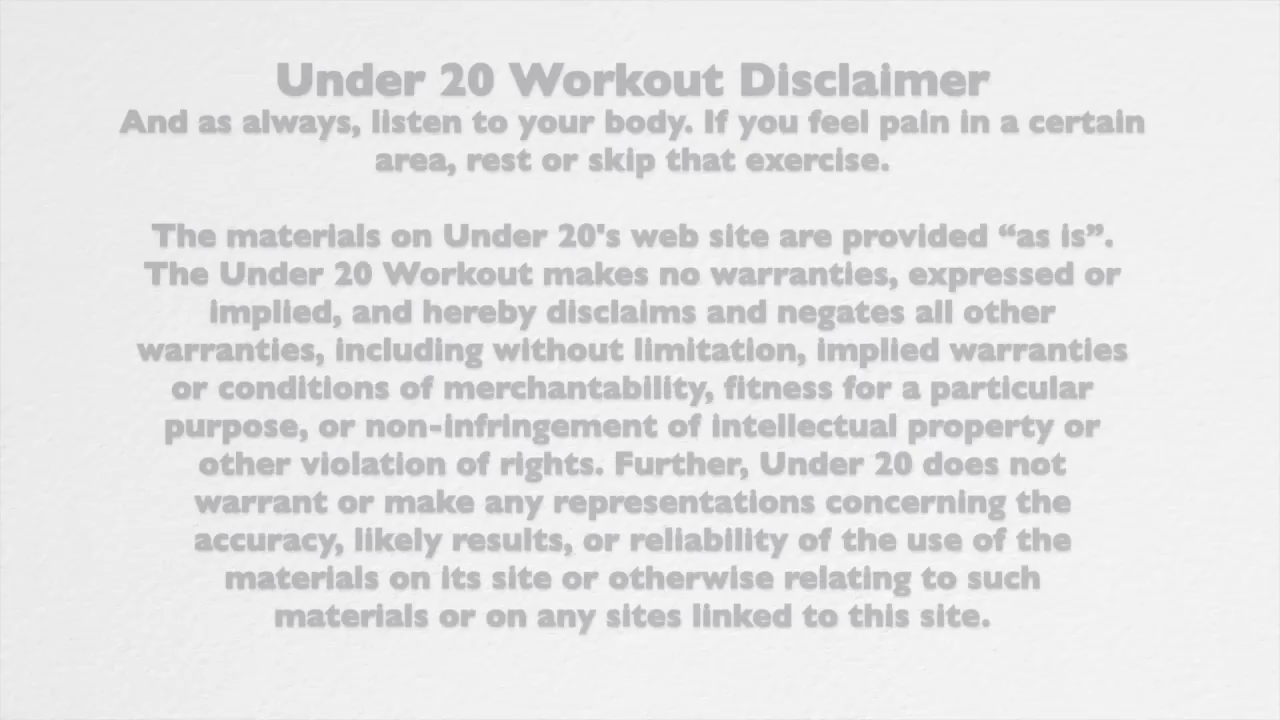 Under 20 Workout Disclaimer
And as always, listen to your body. If you feel pain in a certain
area, rest or skip that exercise.
The materials on Under 20's web site are provided “as is”.
The Under 20 Workout makes no warranties, expressed or
implied, and hereby disclaims and negates all other
warranties, including without limitation, implied warranties
or conditions of merchantability, fitness for a particular
purpose, or non-infringement of intellectual property or
other violation of rights. Further, Under 20 does not
warrant or make any representations concerning the
accuracy, likely results, or reliability of the use of the
materials on its site or otherwise relating to such
materials or on any sites linked to this site.